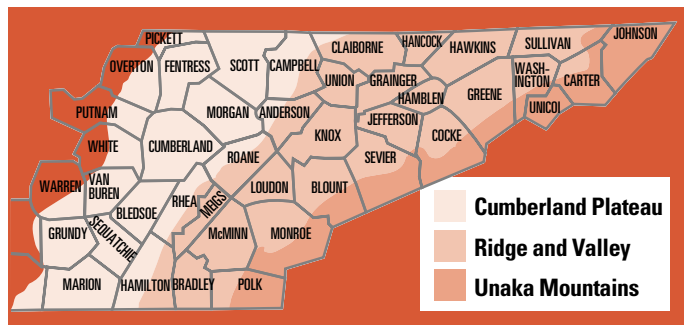 PICKETT
OVERTON
FENTRESS
SCOTT
CAMPBELL
CLAIBORNE
HANCOCK
HAWKINS
SULLIVAN
JOHNSON
UNION
GRAINGER
HAMBLEN
GREENE
WASH-
INGTON
CARTER
UNICOI
PUTNAM
MORGAN
ANDERSON
KNOX
JEFFERSON
COCKE
WHITE
CUMBERLAND
ROANE
SEVIER
WARREN
VAN
BUREN
BLEDSOE
RHEA
MEIGS
LOUDON
BLOUNT
GRUNDY
SEQUATCHIE
McMINN
MONROE
MARION
HAMILTON
BRADLEY
POLK
Cumberland Plateau
Ridge and Valley
Unaka Mountains